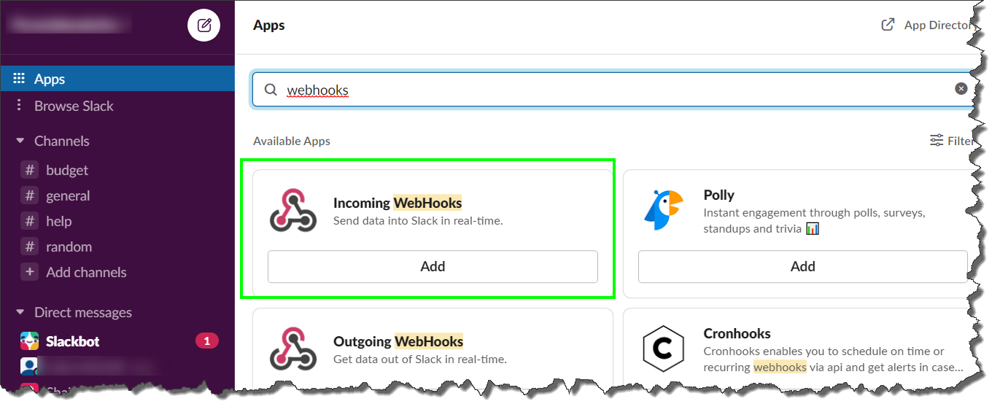 Apps
App Directory
Apps
webhooks
Browse Slack
Channels
Available Apps
Filter
# budget
# general
Incoming WebHooks
Send data into Slack in real-time.
Polly
Instant engagement through polls, surveys,
standups and trivia 📊
# help
# random
+ Add channels
Add
Add
Direct messages
Slackbot
1
Outgoing WebHooks
Get data out of Slack in real-time.
C
Cronhooks
Cronhooks enables you to schedule on time or
recurring webhooks via api and get alerts in case...